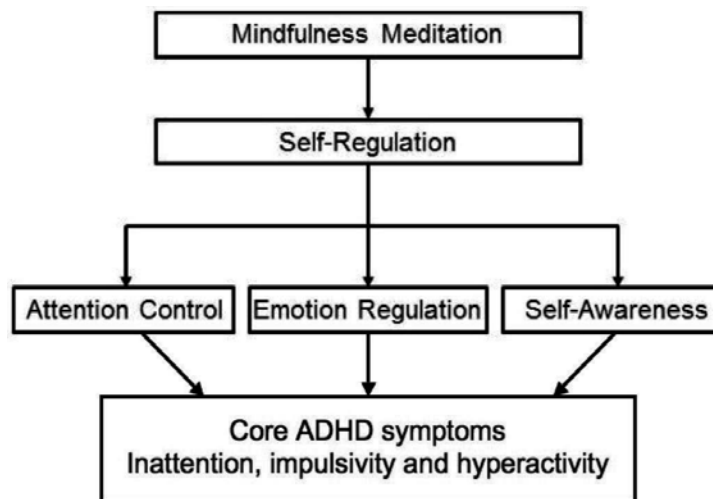 Mindfulness Meditation
Self-Regulation
Attention Control
Emotion Regulation
Self-Awareness
Core ADHD symptoms
Inattention, impulsivity and hyperactivity